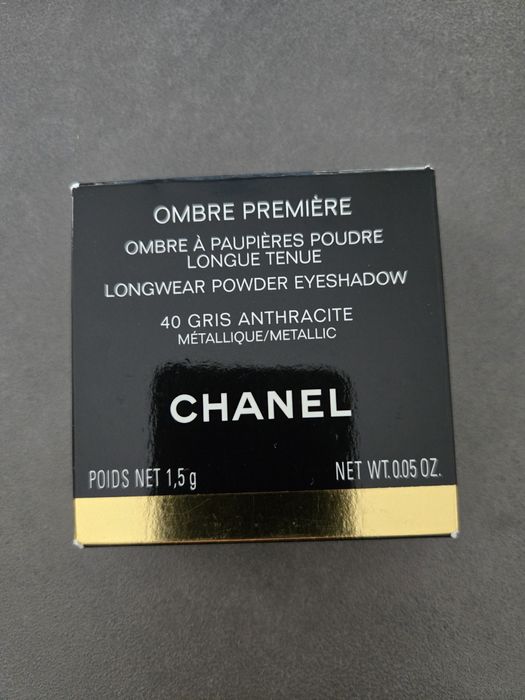 OMBRE PREMIÈRE
OMBRE À PAUPIÈRES POUDRE
LONGUE TENUE
LONGWEAR POWDER EYESHADOW
40 GRIS ANTHRACITE
MÉTALLIQUE/METALLIC
CHANEL
POIDS NET 1,5 g NET WT. 0.05 OZ.